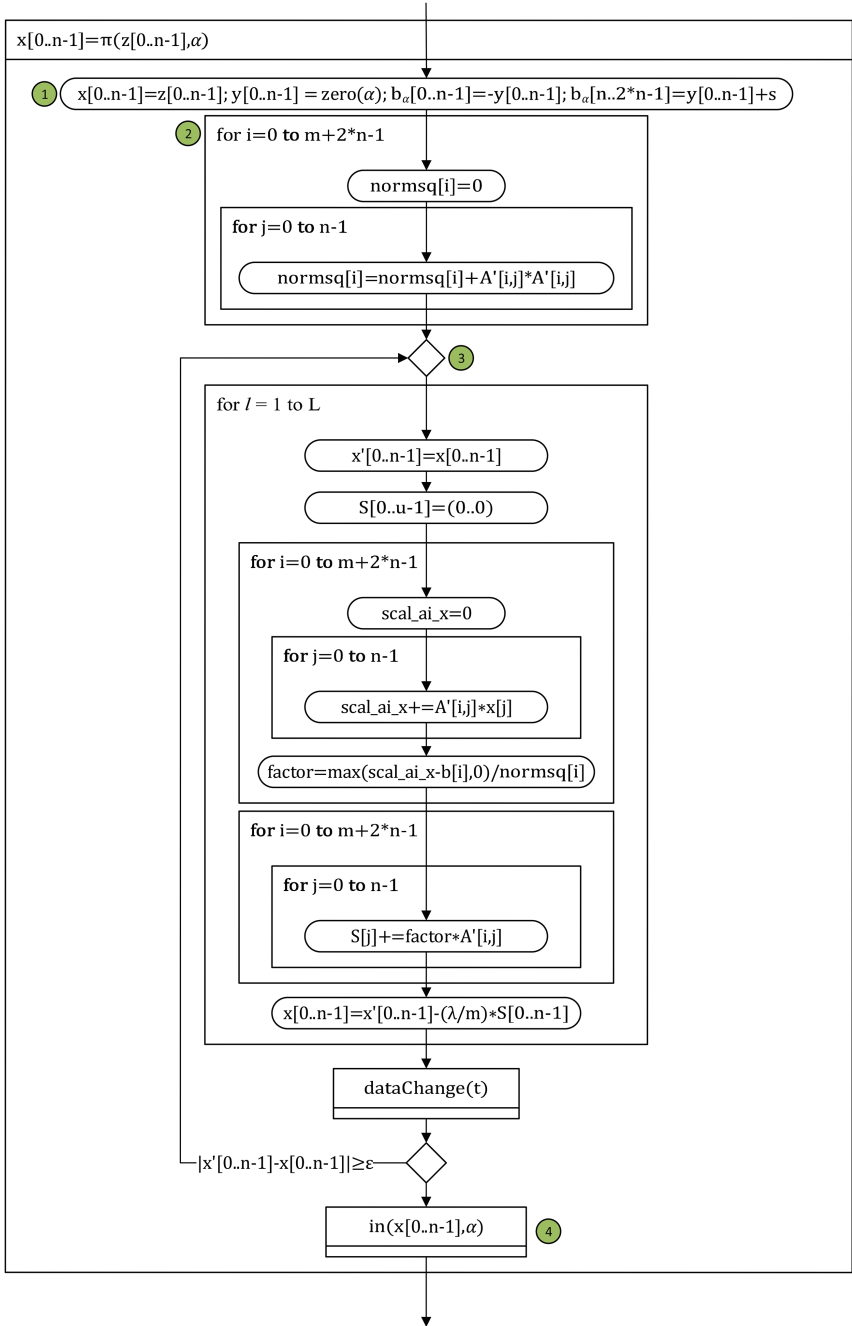 x[0..n-1]=π(z[0..n-1],α)
1 x[0..n-1]=z[0..n-1]; y[0..n-1] = zero(α); bα[0..n-1]=-y[0..n-1]; bα[n..2*n-1]=y[0..n-1]+s
2 for i=0 to m+2*n-1
normsq[i]=0
for j=0 to n-1
normsq[i]=normsq[i]+A'[i,j]*A'[i,j]
3
for l = 1 to L
x'[0..n-1]=x[0..n-1]
S[0..u-1]=(0..0)
for i=0 to m+2*n-1
scal_ai_x=0
for j=0 to n-1
scal_ai_x+=A'[i,j]*x[j]
factor=max(scal_ai_x-b[i],0)/normsq[i]
for i=0 to m+2*n-1
for j=0 to n-1
S[j]+=factor*A'[i,j]
x[0..n-1]=x'[0..n-1]-(λ/m)*S[0..n-1]
dataChange(t)
|x'[0..n-1]-x[0..n-1]|≥ε
in(x[0..n-1],α) 4